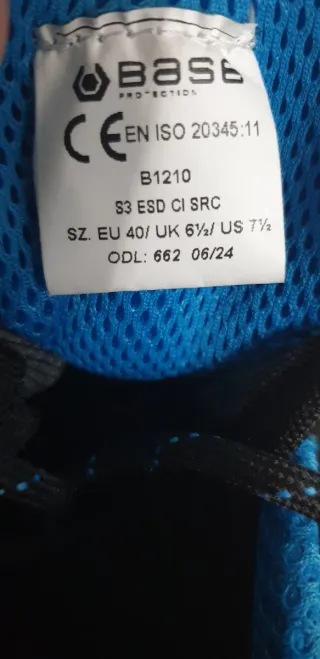 BASE
PROTECTION
CE EN ISO 20345:11
B1210
S3 ESD CI SRC
SZ. EU 40/ UK 6½/ US 7½
ODL: 662 06/24